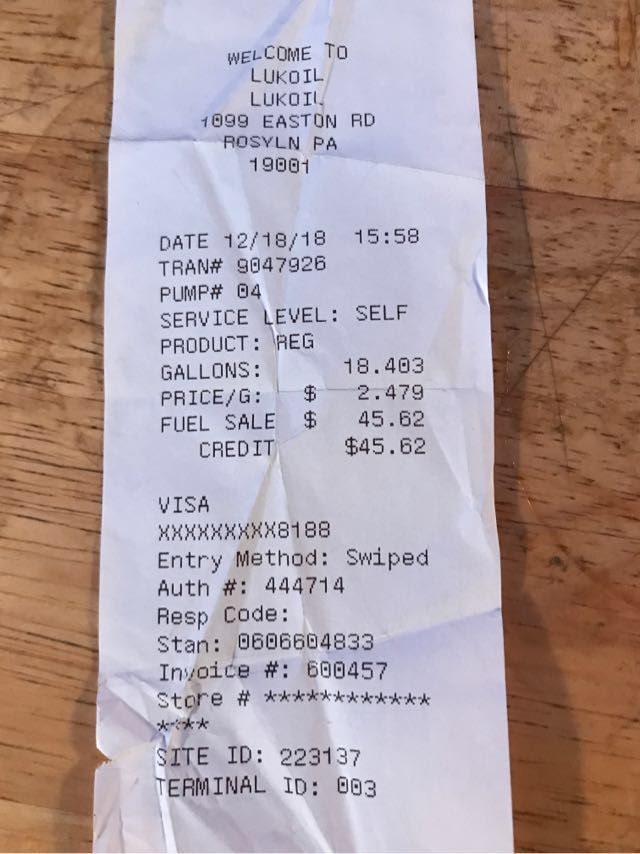 WELCOME TO
LUKOIL
LUKOIL
1099 EASTON RD
ROSYLN PA
19001
DATE 12/18/18 15:58
TRAN# 9047926
PUMP# 04
SERVICE LEVEL: SELF
PRODUCT: REG
GALLONS: 18.403
PRICE/G: $ 2.479
FUEL SALE $ 45.62
CREDIT $45.62
VISA
XXXXXXXXX8188
Entry Method: Swiped
Auth #: 444714
Resp Code:
Stan: 0606604833
Invoice #: 600457
Store # ************
****
SITE ID: 223137
TERMINAL ID: 003